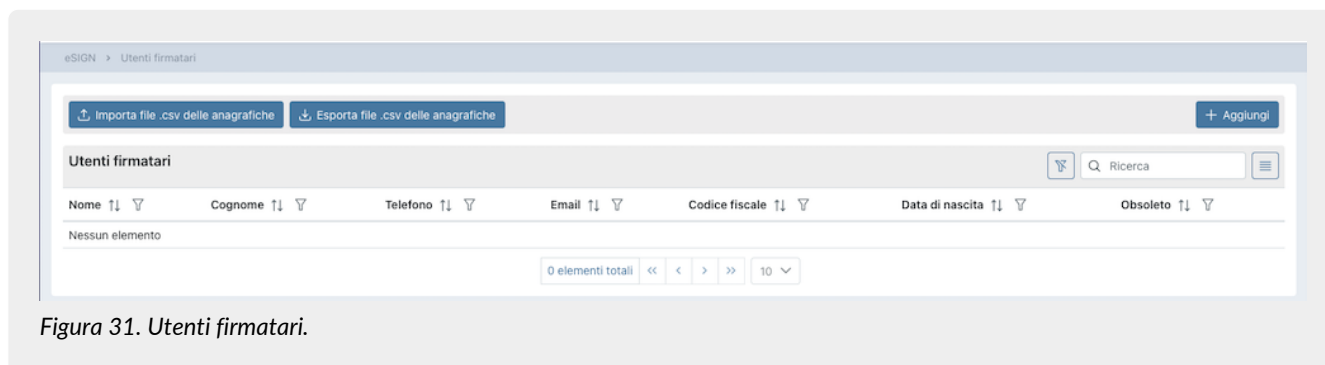 eSIGN > Utenti firmatari
Importa file .csv delle anagrafiche Esporta file .csv delle anagrafiche + Aggiungi
Utenti firmatari Ricerca
Nome Cognome Telefono Email Codice fiscale Data di nascita Obsoleto
Nessun elemento
0 elementi totali << < > >> 10
Figura 31. Utenti firmatari.